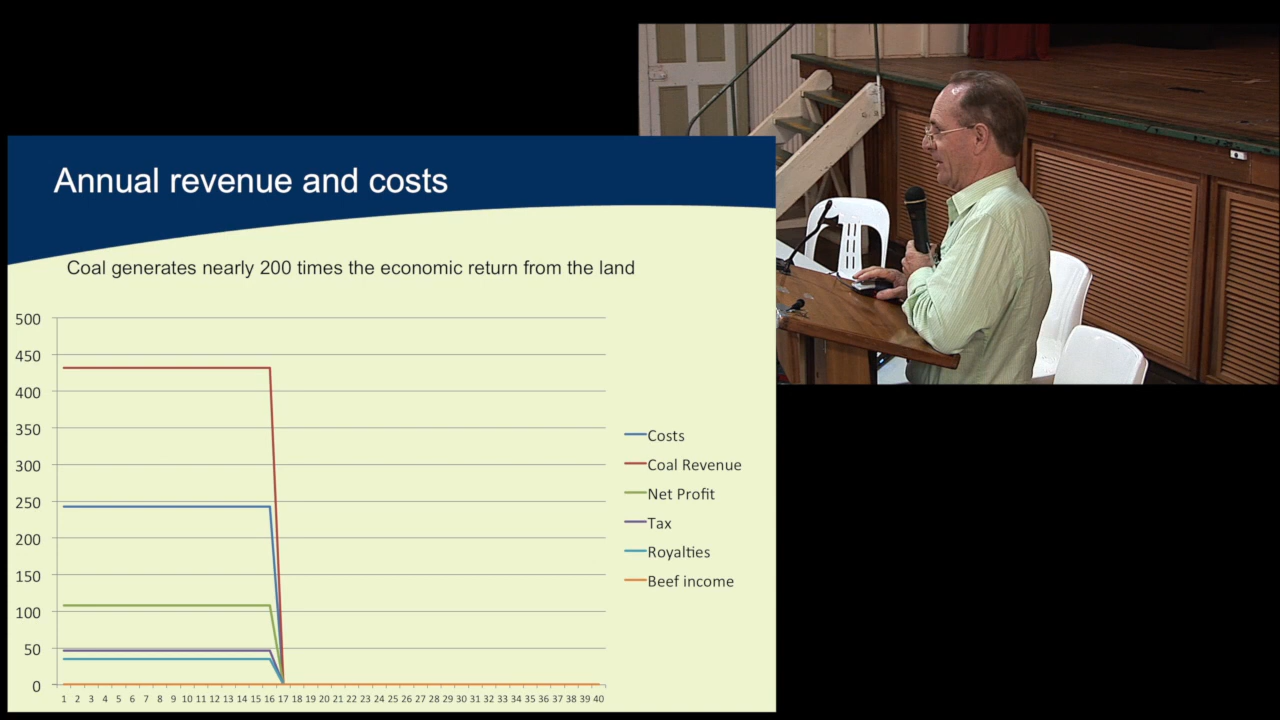 Annual revenue and costs
Coal generates nearly 200 times the economic return from the land
500
450
400
350
300
250
200
150
100
50
0
1 2 3 4 5 6 7 8 9 10 11 12 13 14 15 16 17 18 19 20 21 22 23 24 25 26 27 28 29 30 31 32 33 34 35 36 37 38 39 40
Costs
Coal Revenue
Net Profit
Tax
Royalties
Beef income